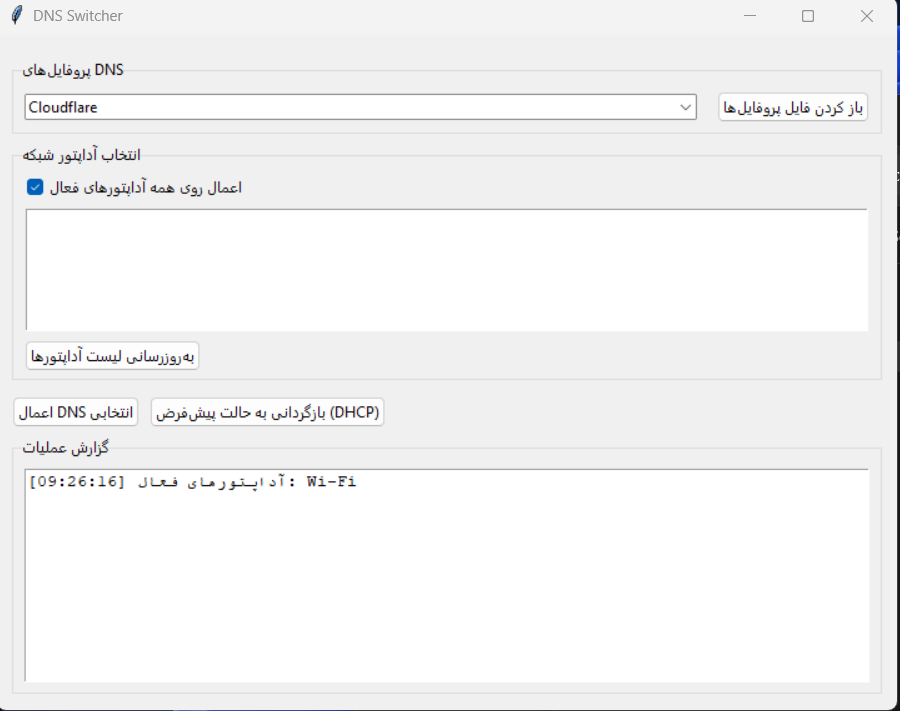 DNS Switcher
پروفایل‌های DNS
Cloudflare
باز کردن فایل پروفایل‌ها
انتخاب آداپتور شبکه
اعمال روی همه آداپتورهای فعال
به‌روزرسانی لیست آداپتورها
اعمال DNS انتخابی
بازگردانی به حالت پیش‌فرض (DHCP)
گزارش عملیات
[09:26:16] آداپتورهای فعال: Wi-Fi